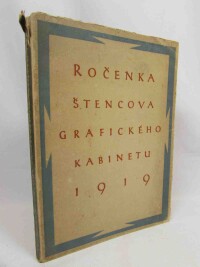 ROČENKA
ŠTENCOVA
GRAFICKÉHO
KABINETU
1919